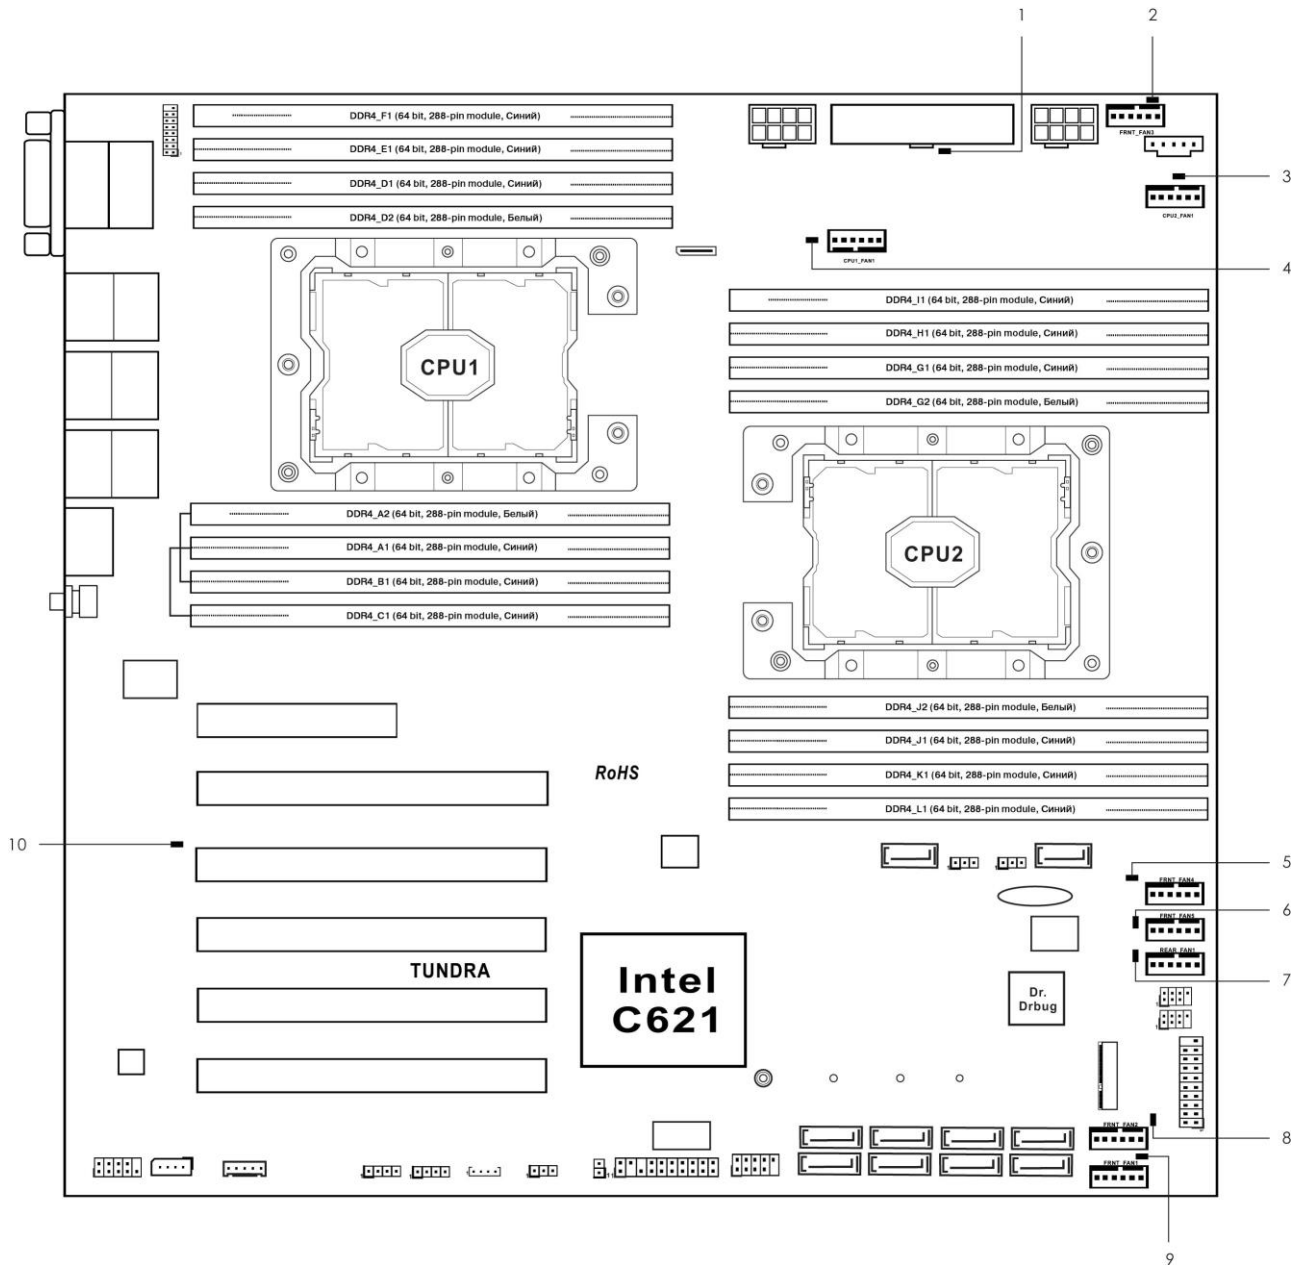 1
2
DDR4_F1 (64 bit, 288-pin module, Синий)
FRNT_FAN3
DDR4_E1 (64 bit, 288-pin module, Синий)
DDR4_D1 (64 bit, 288-pin module, Синий)
3
DDR4_D2 (64 bit, 288-pin module, Белый)
CPU2_FAN1
CPU1_FAN1
4
DDR4_I1 (64 bit, 288-pin module, Синий)
DDR4_H1 (64 bit, 288-pin module, Синий)
CPU1
DDR4_G1 (64 bit, 288-pin module, Синий)
DDR4_G2 (64 bit, 288-pin module, Белый)
DDR4_A2 (64 bit, 288-pin module, Белый)
DDR4_A1 (64 bit, 288-pin module, Синий)
CPU2
DDR4_B1 (64 bit, 288-pin module, Синий)
DDR4_C1 (64 bit, 288-pin module, Синий)
DDR4_J2 (64 bit, 288-pin module, Белый)
DDR4_J1 (64 bit, 288-pin module, Синий)
RoHS
DDR4_K1 (64 bit, 288-pin module, Синий)
DDR4_L1 (64 bit, 288-pin module, Синий)
10
5
FRNT_FAN4
6
FRNT_FAN5
REAR_FAN1
7
TUNDRA
Intel
C621
Dr.
Drbug
FRNT_FAN2
8
FRNT_FAN1
9